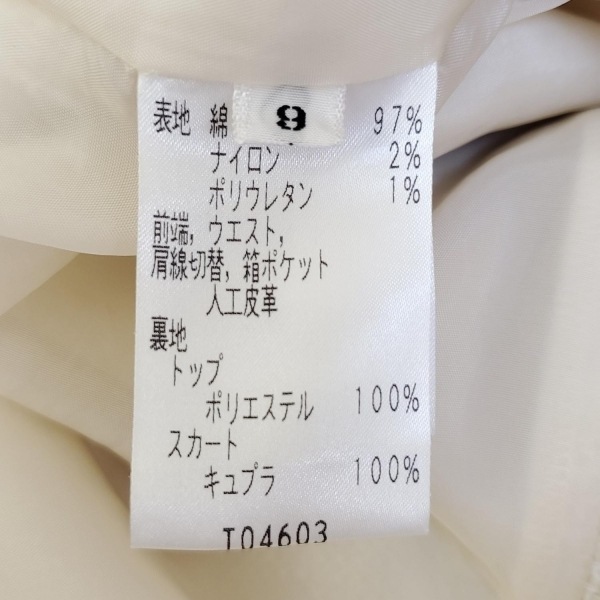 9
表地 綿 97%
ナイロン 2%
ポリウレタン 1%
前端,ウエスト,
肩線切替,箱ポケット
人工皮革
裏地
トップ
ポリエステル 100%
スカート
キュプラ 100%
T04603